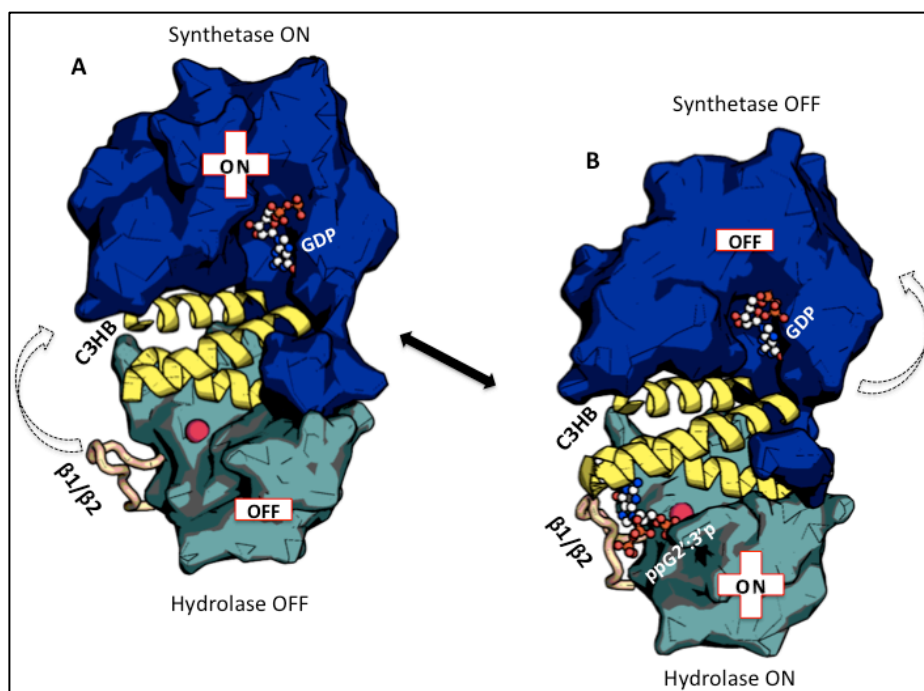 Synthetase ON
A
ON
GDP
C3HB
β1/β2
OFF
Hydrolase OFF
Synthetase OFF
B
OFF
GDP
C3HB
β1/β2
ppG2':3'p
ON
Hydrolase ON